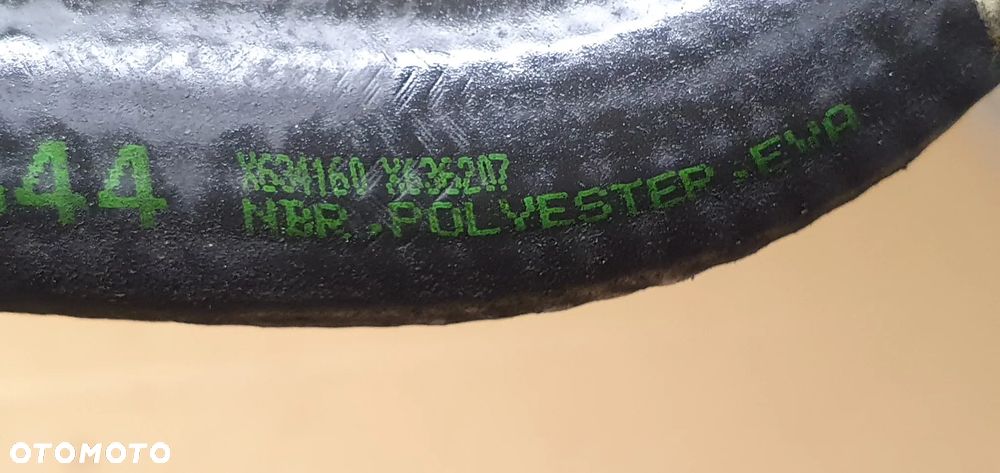 44
X634160 X636207
NBR.>POLYESTER.>EVA
OTOMOTO